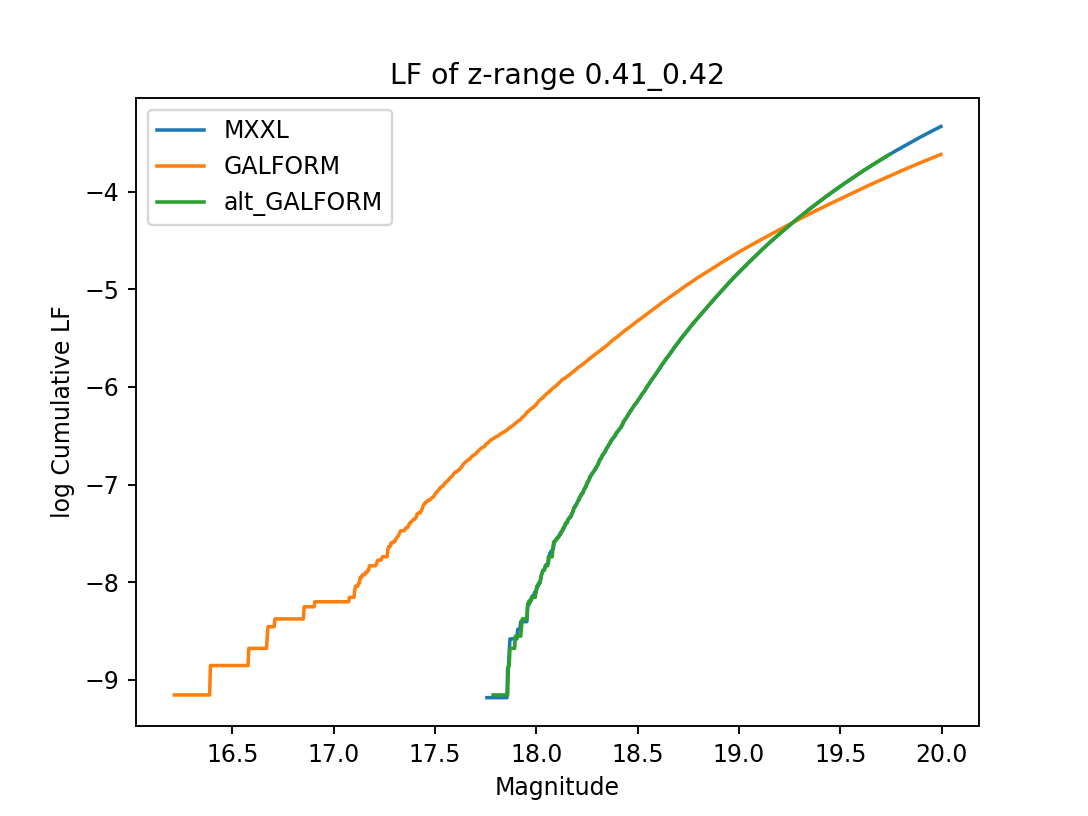 LF of z-range 0.41_0.42
MXXL
GALFORM
alt_GALFORM
log Cumulative LF
−4
−5
−6
−7
−8
−9
16.5 17.0 17.5 18.0 18.5 19.0 19.5 20.0
Magnitude